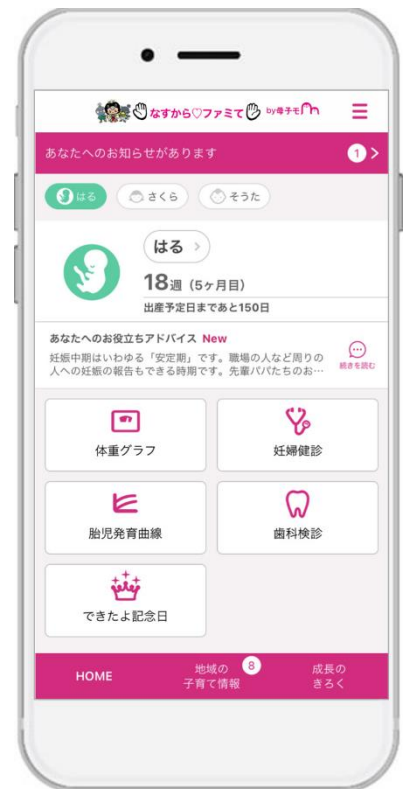 なすから♡ファミて by母子モ
あなたへのお知らせがあります 1
はる さくら そうた
はる
18週（5ヶ月目）
出産予定日まであと150日
あなたへのお役立ちアドバイス New
妊娠中期はいわゆる「安定期」です。職場の人など周りの
人への妊娠の報告もできる時期です。先輩パパたちのお…
続きを読む
体重グラフ 妊婦健診
胎児発育曲線 歯科検診
できたよ記念日
HOME
地域の 8
子育て情報
成長の
きろく